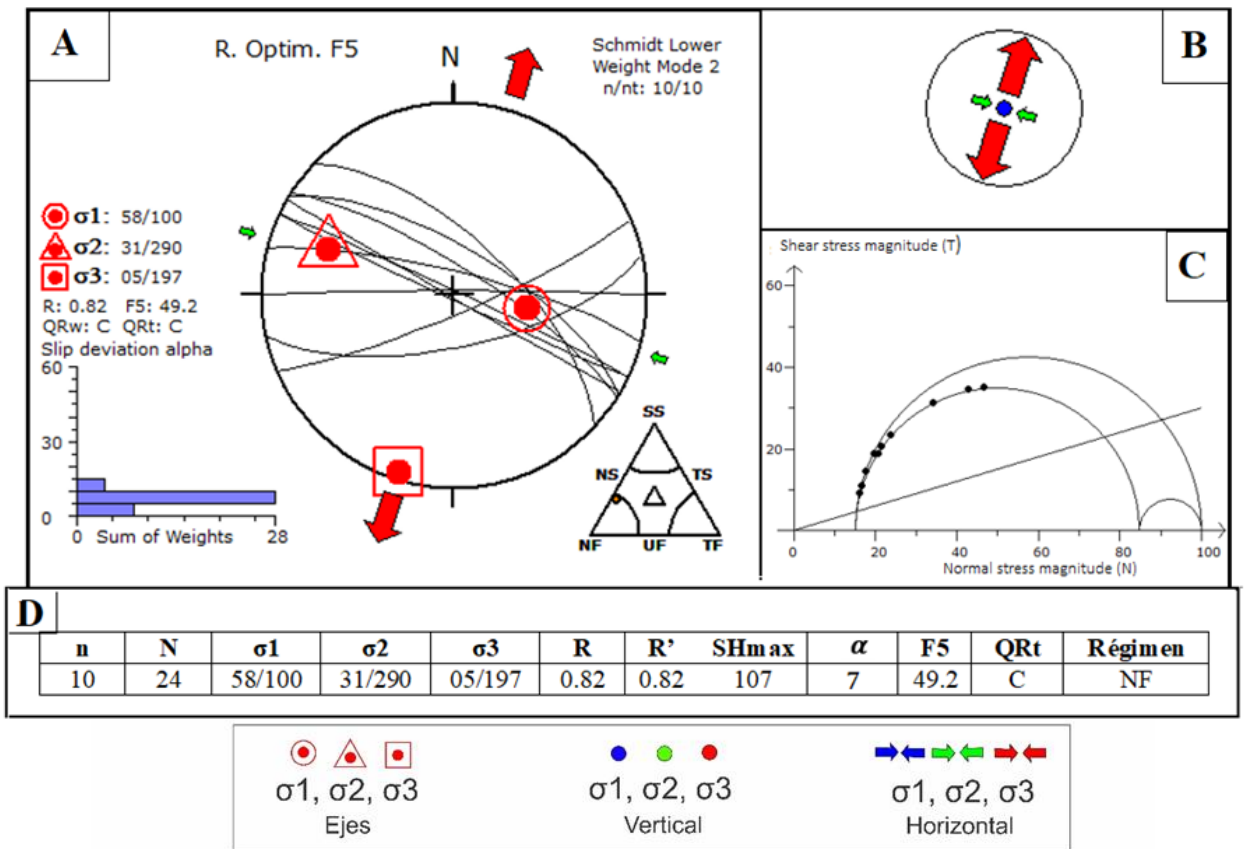 A
R. Optim. F5
N
Schmidt Lower
Weight Mode 2
n/nt: 10/10
σ1: 58/100
σ2: 31/290
σ3: 05/197
R: 0.82 F5: 49.2
QRw: C QRt: C
Slip deviation alpha
60
30
0
0 Sum of Weights 28
SS
NS TS
NF UF TF
B
C
Shear stress magnitude (T)
60
40
20
0 20 40 60 80 100
Normal stress magnitude (N)
D
n N σ1 σ2 σ3 R R’ SHmax α F5 QRt Régimen
10 24 58/100 31/290 05/197 0.82 0.82 107 7 49.2 C NF
σ1, σ2, σ3 σ1, σ2, σ3 σ1, σ2, σ3
Ejes Vertical Horizontal